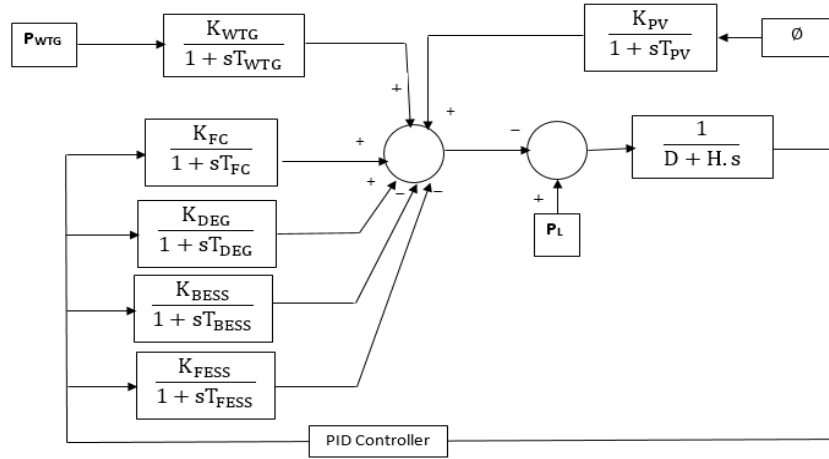 P_WTG
K_WTG
1 + sT_WTG
+
K_PV
1 + sT_PV
Ø
+
K_FC
1 + sT_FC
+
+
−
1
D + H. s
+
−
−
K_DEG
1 + sT_DEG
+
P_L
K_BESS
1 + sT_BESS
K_FESS
1 + sT_FESS
PID Controller